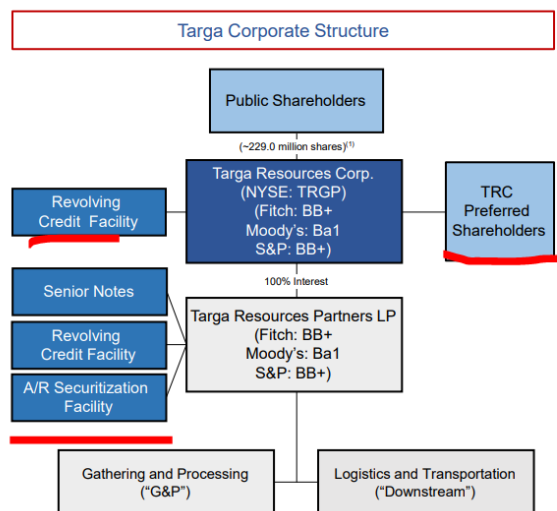 Targa Corporate Structure
Public Shareholders
(~229.0 million shares)(1)
Revolving
Credit Facility
Targa Resources Corp.
(NYSE: TRGP)
(Fitch: BB+
Moody's: Ba1
S&P: BB+)
TRC
Preferred
Shareholders
100% Interest
Senior Notes
Revolving
Credit Facility
A/R Securitization
Facility
Targa Resources Partners LP
(Fitch: BB+
Moody's: Ba1
S&P: BB+)
Gathering and Processing
("G&P")
Logistics and Transportation
("Downstream")